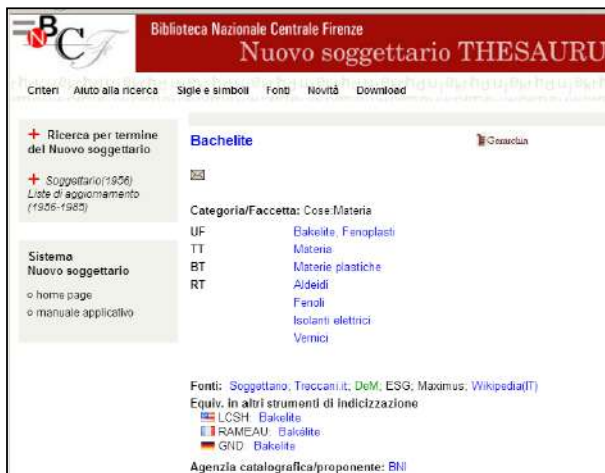 BNCF
Biblioteca Nazionale Centrale Firenze
Nuovo soggettario THESAURU
Criteri Aiuto alla ricerca Sigle e simboli Fonti Novità Download
+ Ricerca per termine
del Nuovo soggettario
+ Soggettario(1956)
Liste di aggiornamento
(1956-1985)
Sistema
Nuovo soggettario
o home page
o manuale applicativo
Bachelite
Gerarchia
Categoria/Faccetta: Cose:Materia
UF Bakelite, Fenoplasti
TT Materia
BT Materie plastiche
RT Aldeidi
Fenoli
Isolanti elettrici
Vernici
Fonti: Soggettario; Treccani.it; DeM; ESG; Maximus; Wikipedia(IT)
Equiv. in altri strumenti di indicizzazione
LCSH: Bakelite
RAMEAU: Bakélite
GND: Bakelite
Agenzia catalografica/proponente: BNI